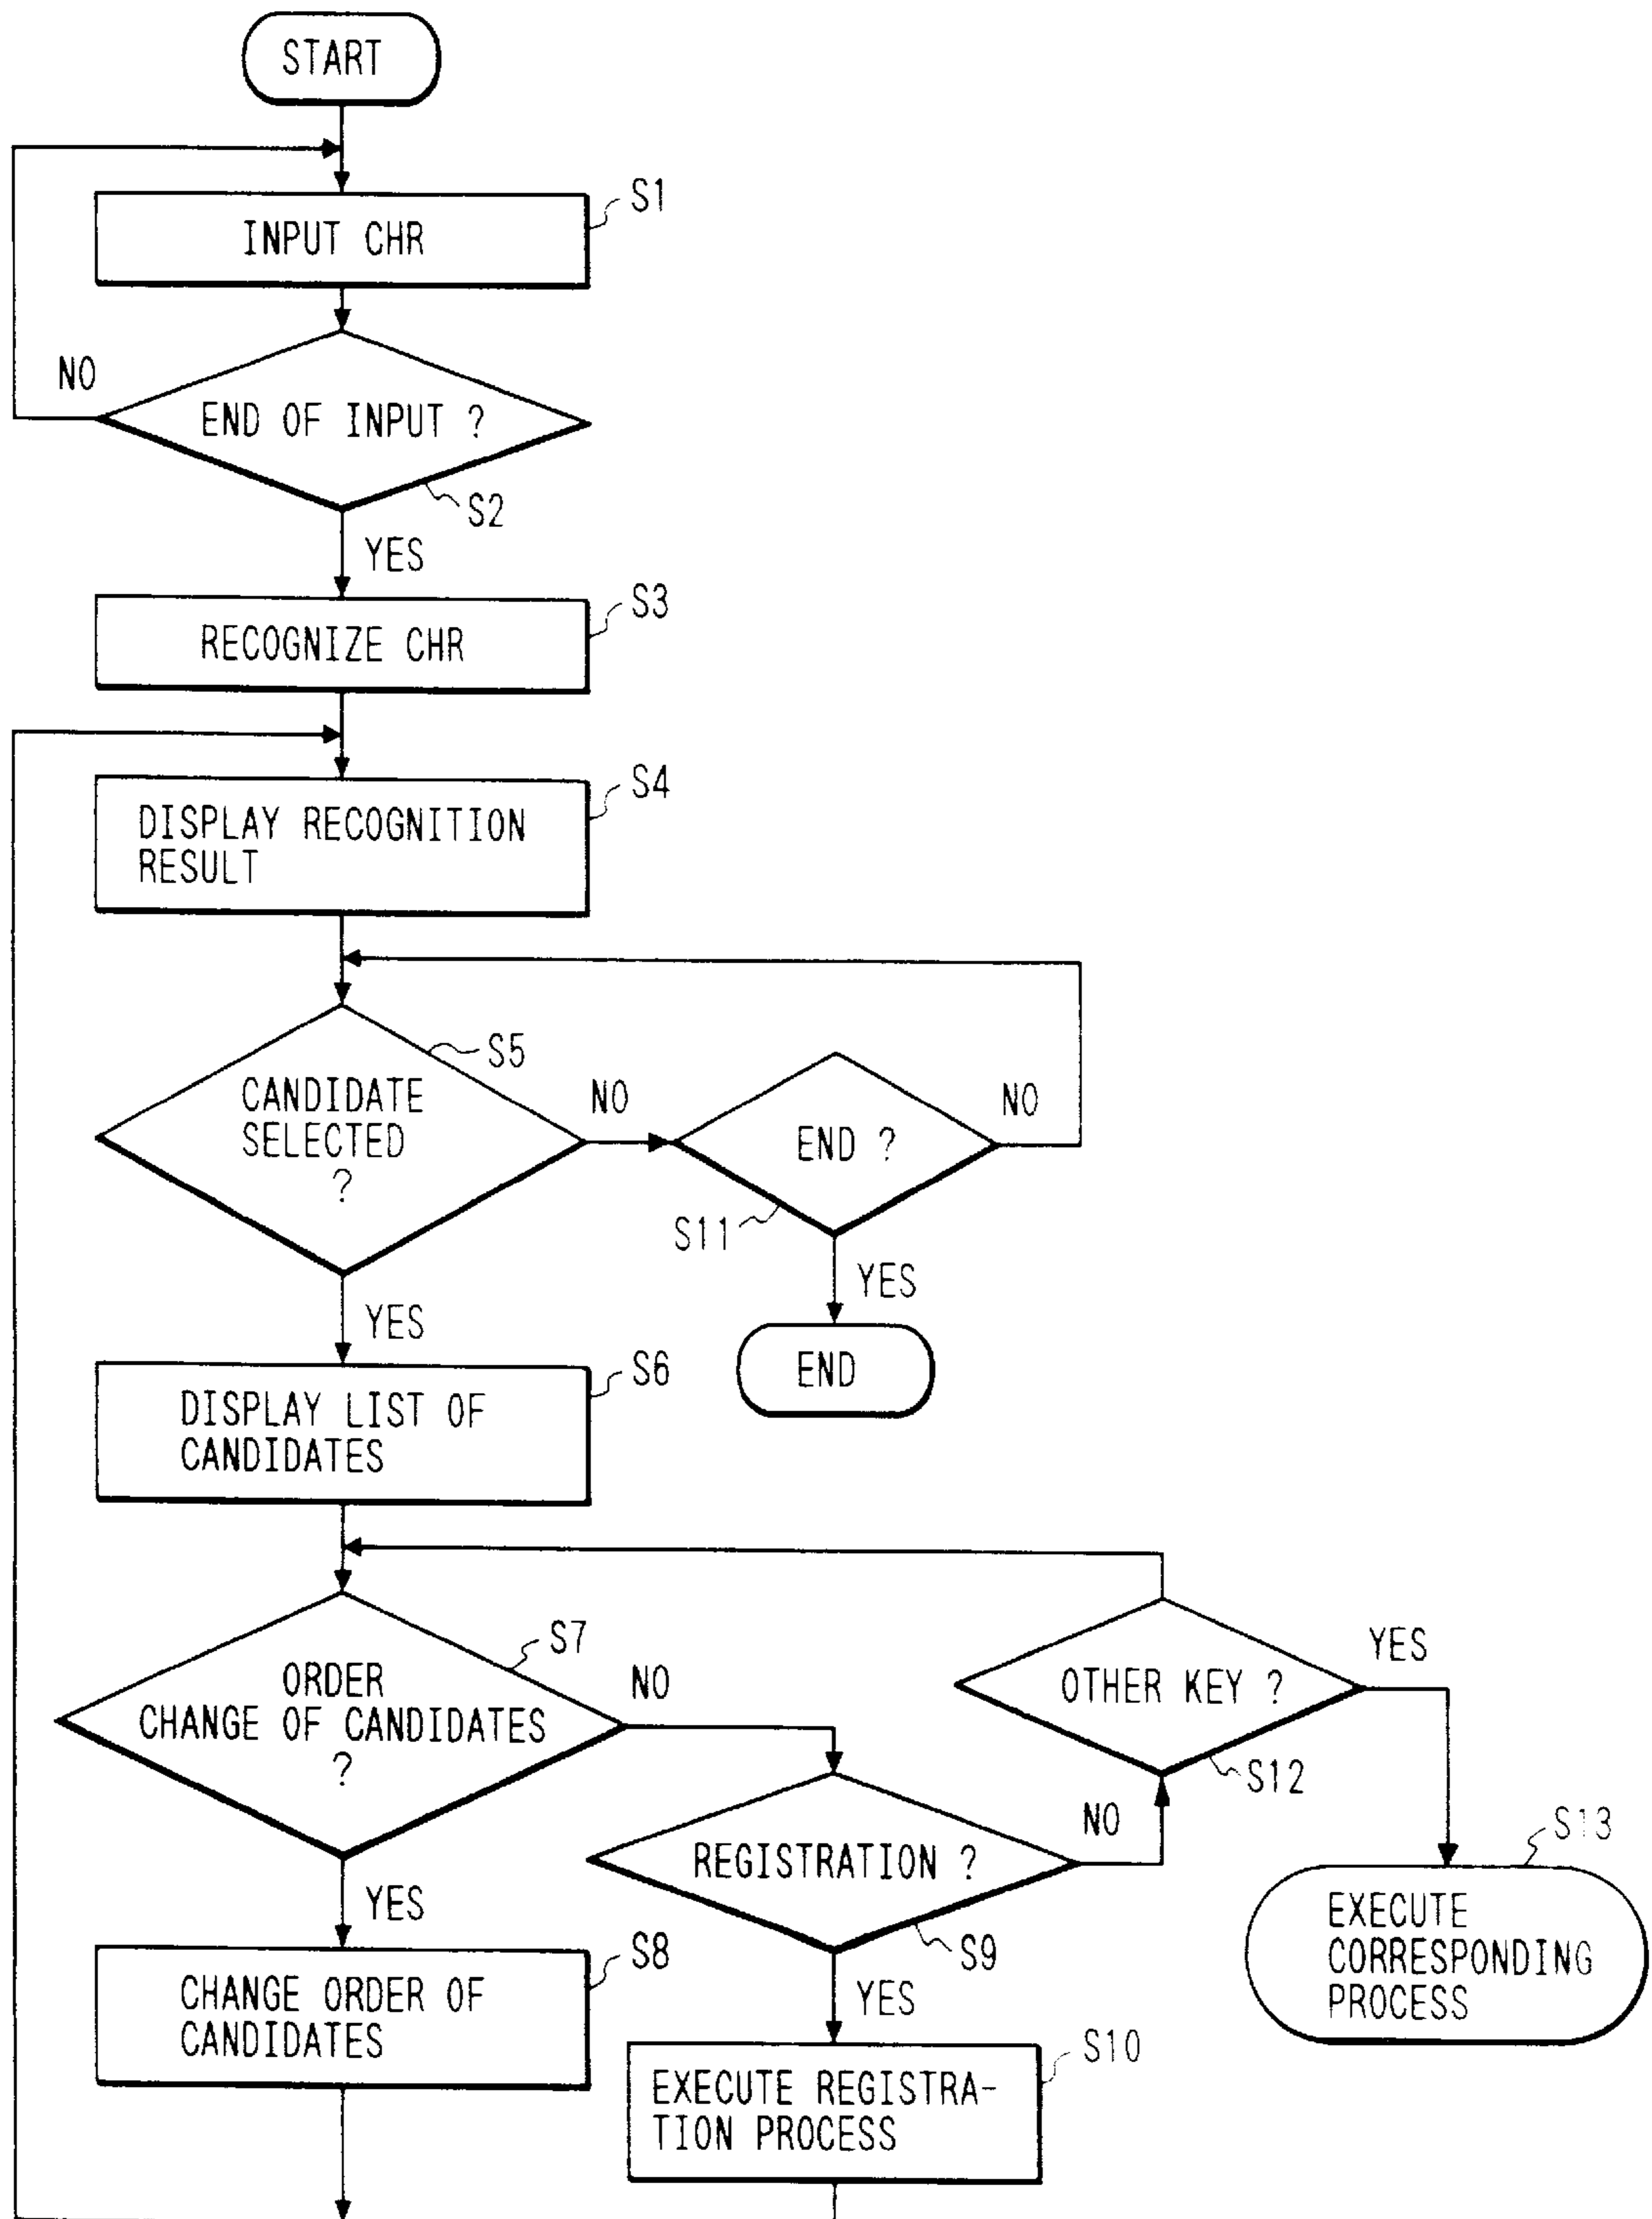 START
S1
INPUT CHR
NO
END OF INPUT ?
S2
YES
S3
RECOGNIZE CHR
S4
DISPLAY RECOGNITION
RESULT
S5
CANDIDATE
SELECTED
?
NO
END ?
NO
S11
YES
END
YES
S6
DISPLAY LIST OF
CANDIDATES
S7
ORDER
CHANGE OF CANDIDATES
?
NO
OTHER KEY ?
YES
S12
REGISTRATION ?
NO
S9
S13
EXECUTE
CORRESPONDING
PROCESS
YES
S8
CHANGE ORDER OF
CANDIDATES
YES
S10
EXECUTE REGISTRA-
TION PROCESS